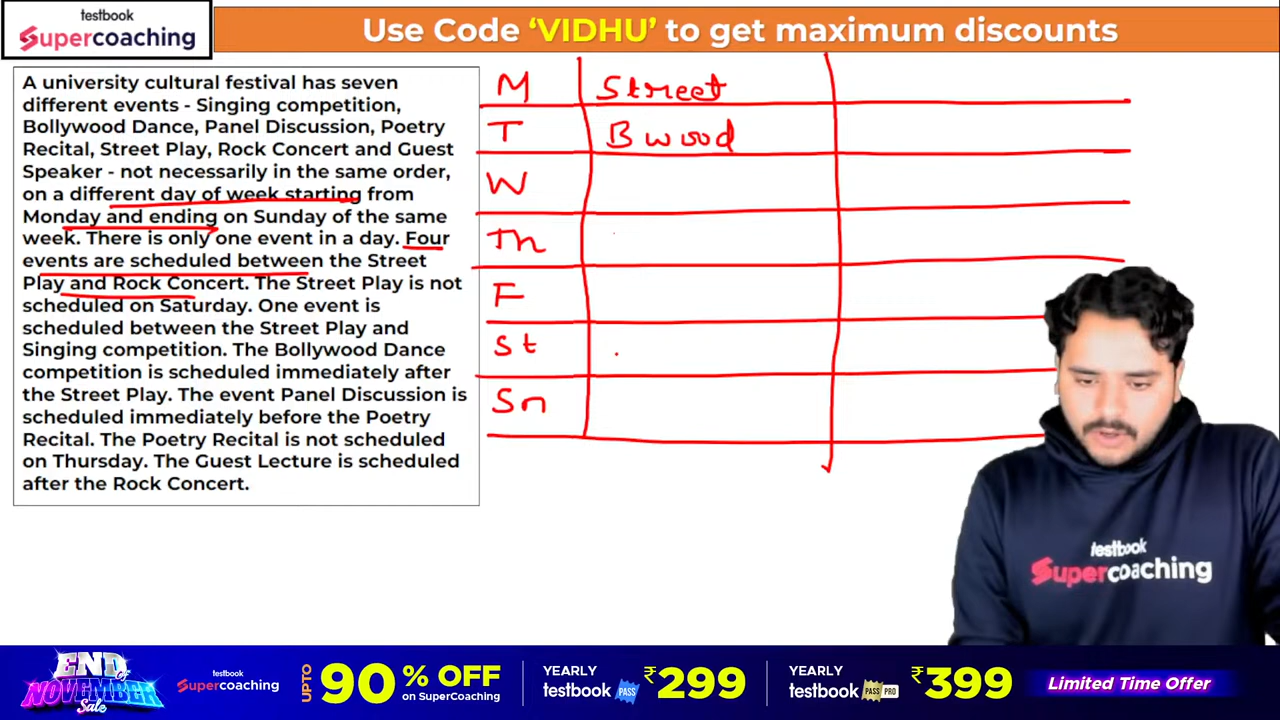 testbook
Supercoaching
Use Code ‘VIDHU’ to get maximum discounts
A university cultural festival has seven
different events - Singing competition,
Bollywood Dance, Panel Discussion, Poetry
Recital, Street Play, Rock Concert and Guest
Speaker - not necessarily in the same order,
on a different day of week starting from
Monday and ending on Sunday of the same
week. There is only one event in a day. Four
events are scheduled between the Street
Play and Rock Concert. The Street Play is not
scheduled on Saturday. One event is
scheduled between the Street Play and
Singing competition. The Bollywood Dance
competition is scheduled immediately after
the Street Play. The event Panel Discussion is
scheduled immediately before the Poetry
Recital. The Poetry Recital is not scheduled
on Thursday. The Guest Lecture is scheduled
after the Rock Concert.
M Street
T B wood
W
Th
F
St
Sn
testbook
Supercoaching
END OF NOVEMBER Sale
testbook
Supercoaching
UPTO 90% OFF
on SuperCoaching
YEARLY
testbook PASS
₹299
YEARLY
testbook PASS PRO
₹399
Limited Time Offer